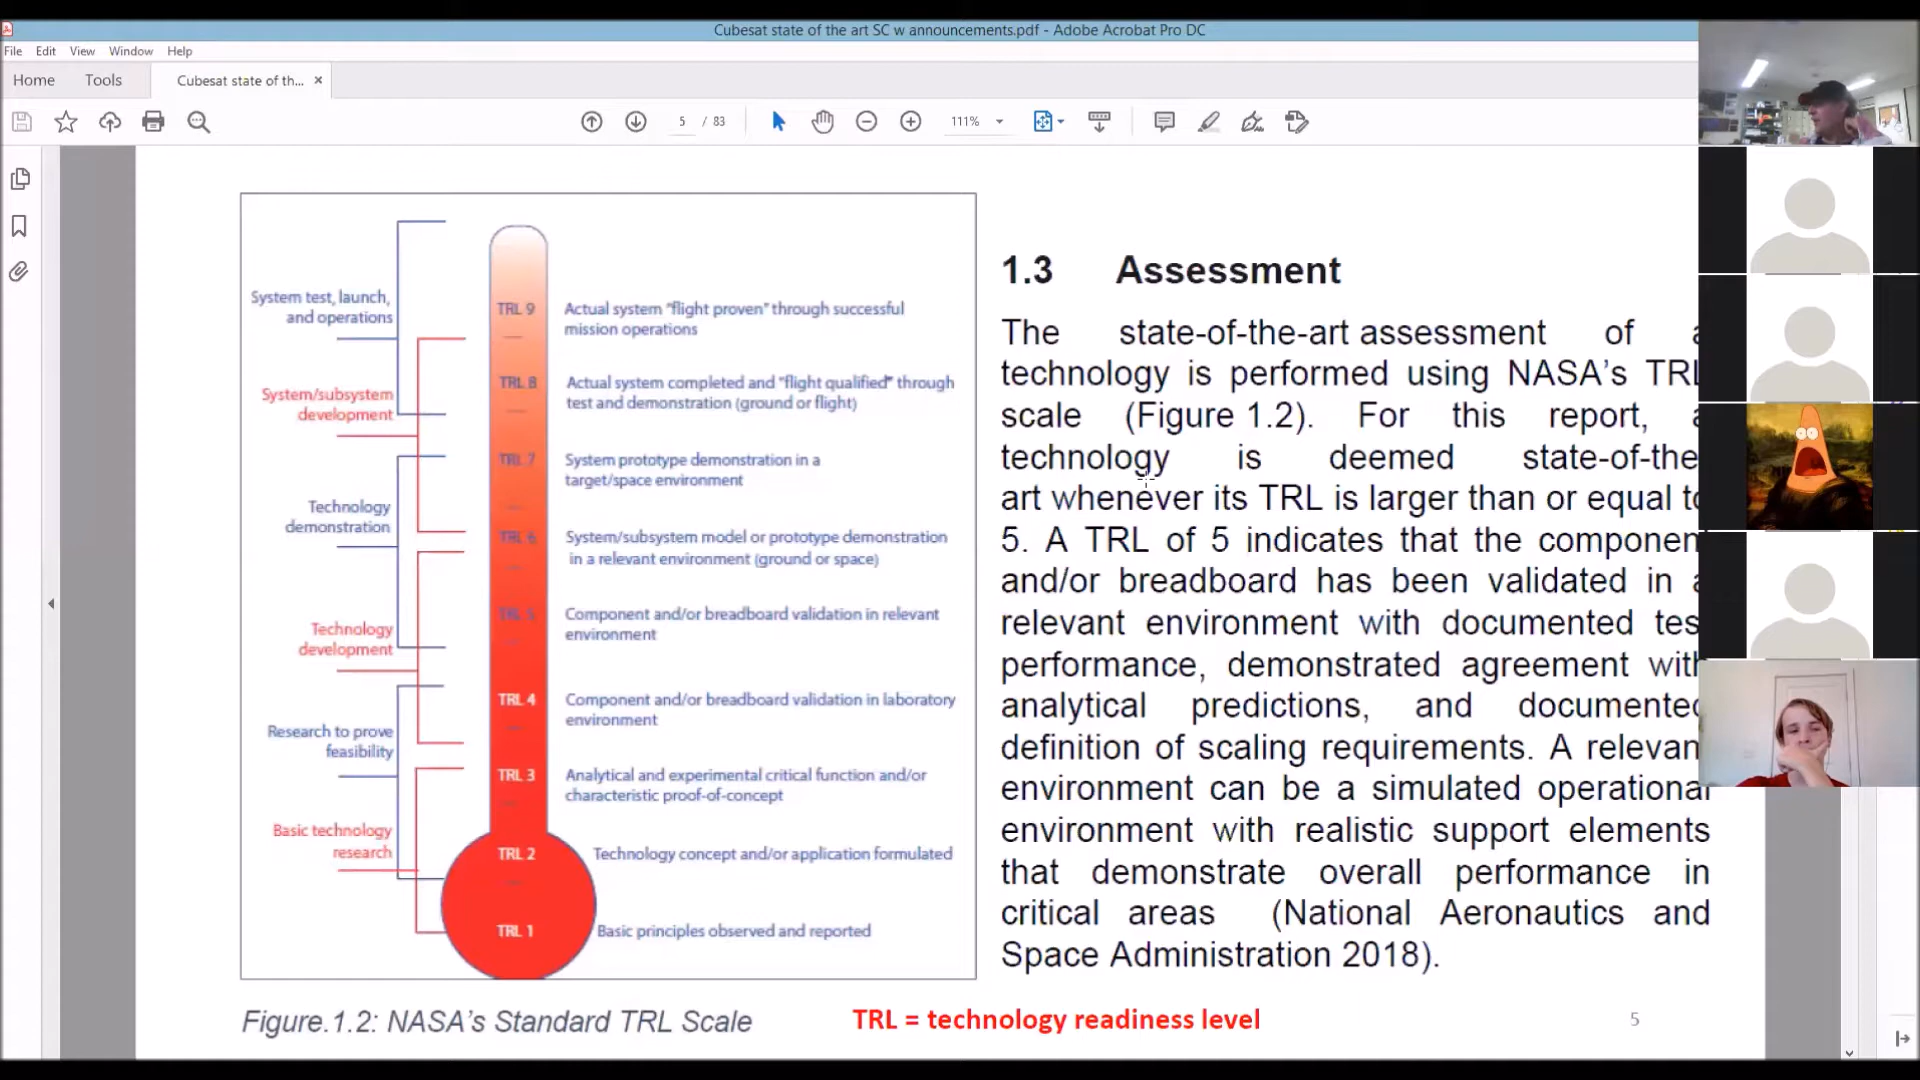 Cubesat state of the art SC w announcements.pdf - Adobe Acrobat Pro DC
File Edit View Window Help
Home Tools Cubesat state of th... ×
5 / 83 111%
System test, launch,
and operations
System/subsystem
development
Technology
demonstration
Technology
development
Research to prove
feasibility
Basic technology
research
TRL 9 Actual system "flight proven" through successful
mission operations
TRL 8 Actual system completed and "flight qualified" through
test and demonstration (ground or flight)
TRL 7 System prototype demonstration in a
target/space environment
TRL 6 System/subsystem model or prototype demonstration
in a relevant environment (ground or space)
TRL 5 Component and/or breadboard validation in relevant
environment
TRL 4 Component and/or breadboard validation in laboratory
environment
TRL 3 Analytical and experimental critical function and/or
characteristic proof-of-concept
TRL 2 Technology concept and/or application formulated
TRL 1 Basic principles observed and reported
Figure.1.2: NASA's Standard TRL Scale
1.3 Assessment
The state-of-the-art assessment of
technology is performed using NASA's TRL
scale (Figure 1.2). For this report,
technology is deemed state-of-the-
art whenever its TRL is larger than or equal to
5. A TRL of 5 indicates that the componen
and/or breadboard has been validated in
relevant environment with documented tes
performance, demonstrated agreement with
analytical predictions, and documented
definition of scaling requirements. A relevan
environment can be a simulated operational
environment with realistic support elements
that demonstrate overall performance in
critical areas (National Aeronautics and
Space Administration 2018).
TRL = technology readiness level
5